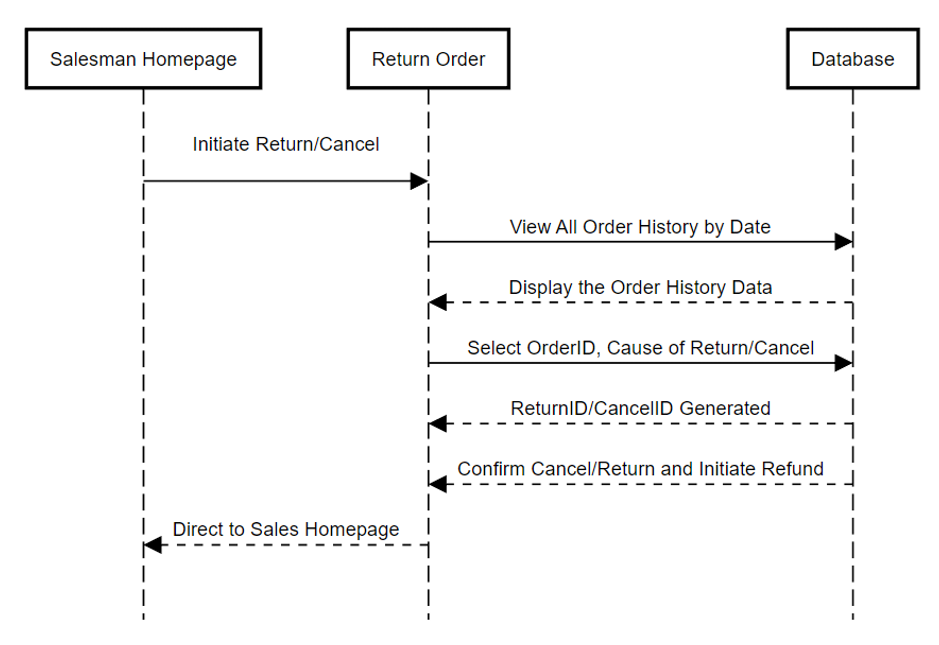 Salesman Homepage
Return Order
Database
Initiate Return/Cancel
View All Order History by Date
Display the Order History Data
Select OrderID, Cause of Return/Cancel
ReturnID/CancelID Generated
Confirm Cancel/Return and Initiate Refund
Direct to Sales Homepage